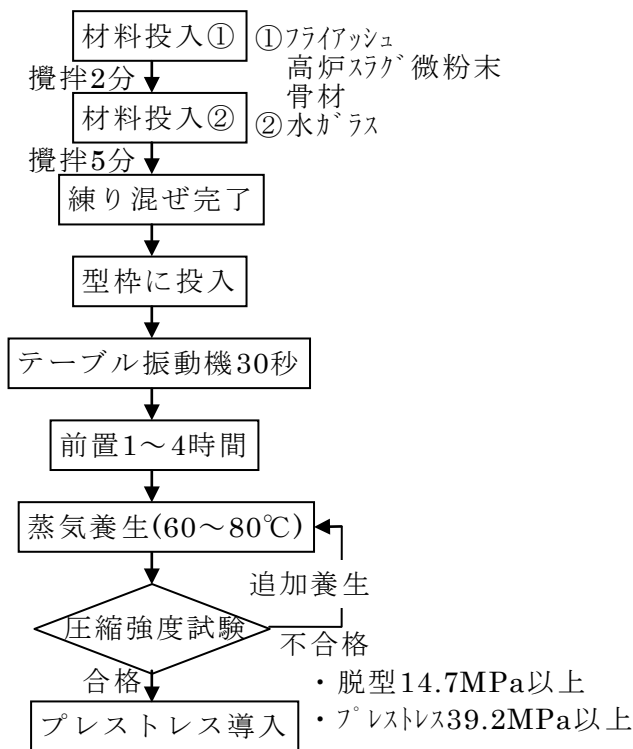 材料投入①
①フライアッシュ
高炉スラグ微粉末
骨材
攪拌2分
材料投入②
②水ガラス
攪拌5分
練り混ぜ完了
型枠に投入
テーブル振動機30秒
前置1～4時間
蒸気養生(60～80℃)
追加養生
圧縮強度試験
不合格
合格
・脱型14.7MPa以上
プレストレス導入
・プレストレス39.2MPa以上